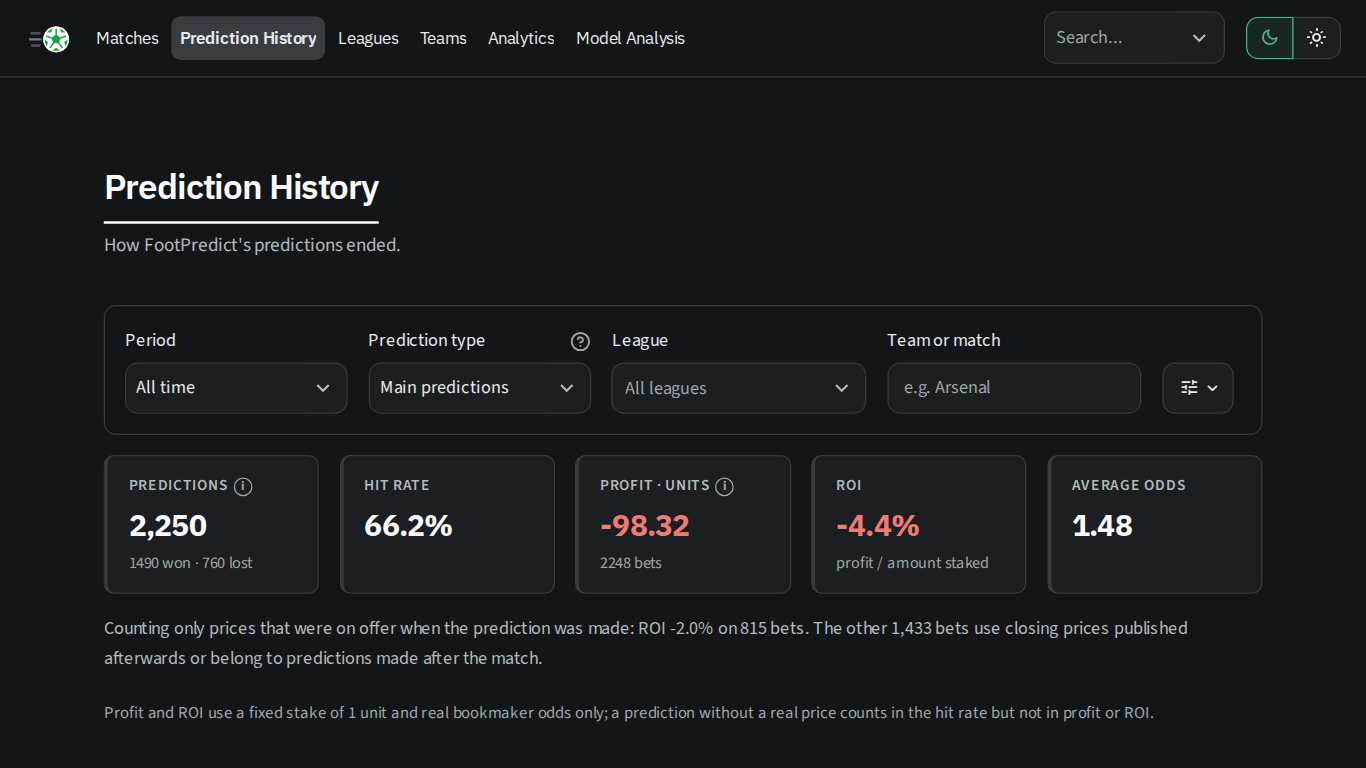 Matches Prediction History Leagues Teams Analytics Model Analysis Search...
Prediction History
How FootPredict's predictions ended.
Period Prediction type League Team or match
All time Main predictions All leagues e.g. Arsenal
PREDICTIONS HIT RATE PROFIT · UNITS ROI AVERAGE ODDS
2,250 66.2% -98.32 -4.4% 1.48
1490 won · 760 lost 2248 bets profit / amount staked
Counting only prices that were on offer when the prediction was made: ROI -2.0% on 815 bets. The other 1,433 bets use closing prices published
afterwards or belong to predictions made after the match.
Profit and ROI use a fixed stake of 1 unit and real bookmaker odds only; a prediction without a real price counts in the hit rate but not in profit or ROI.